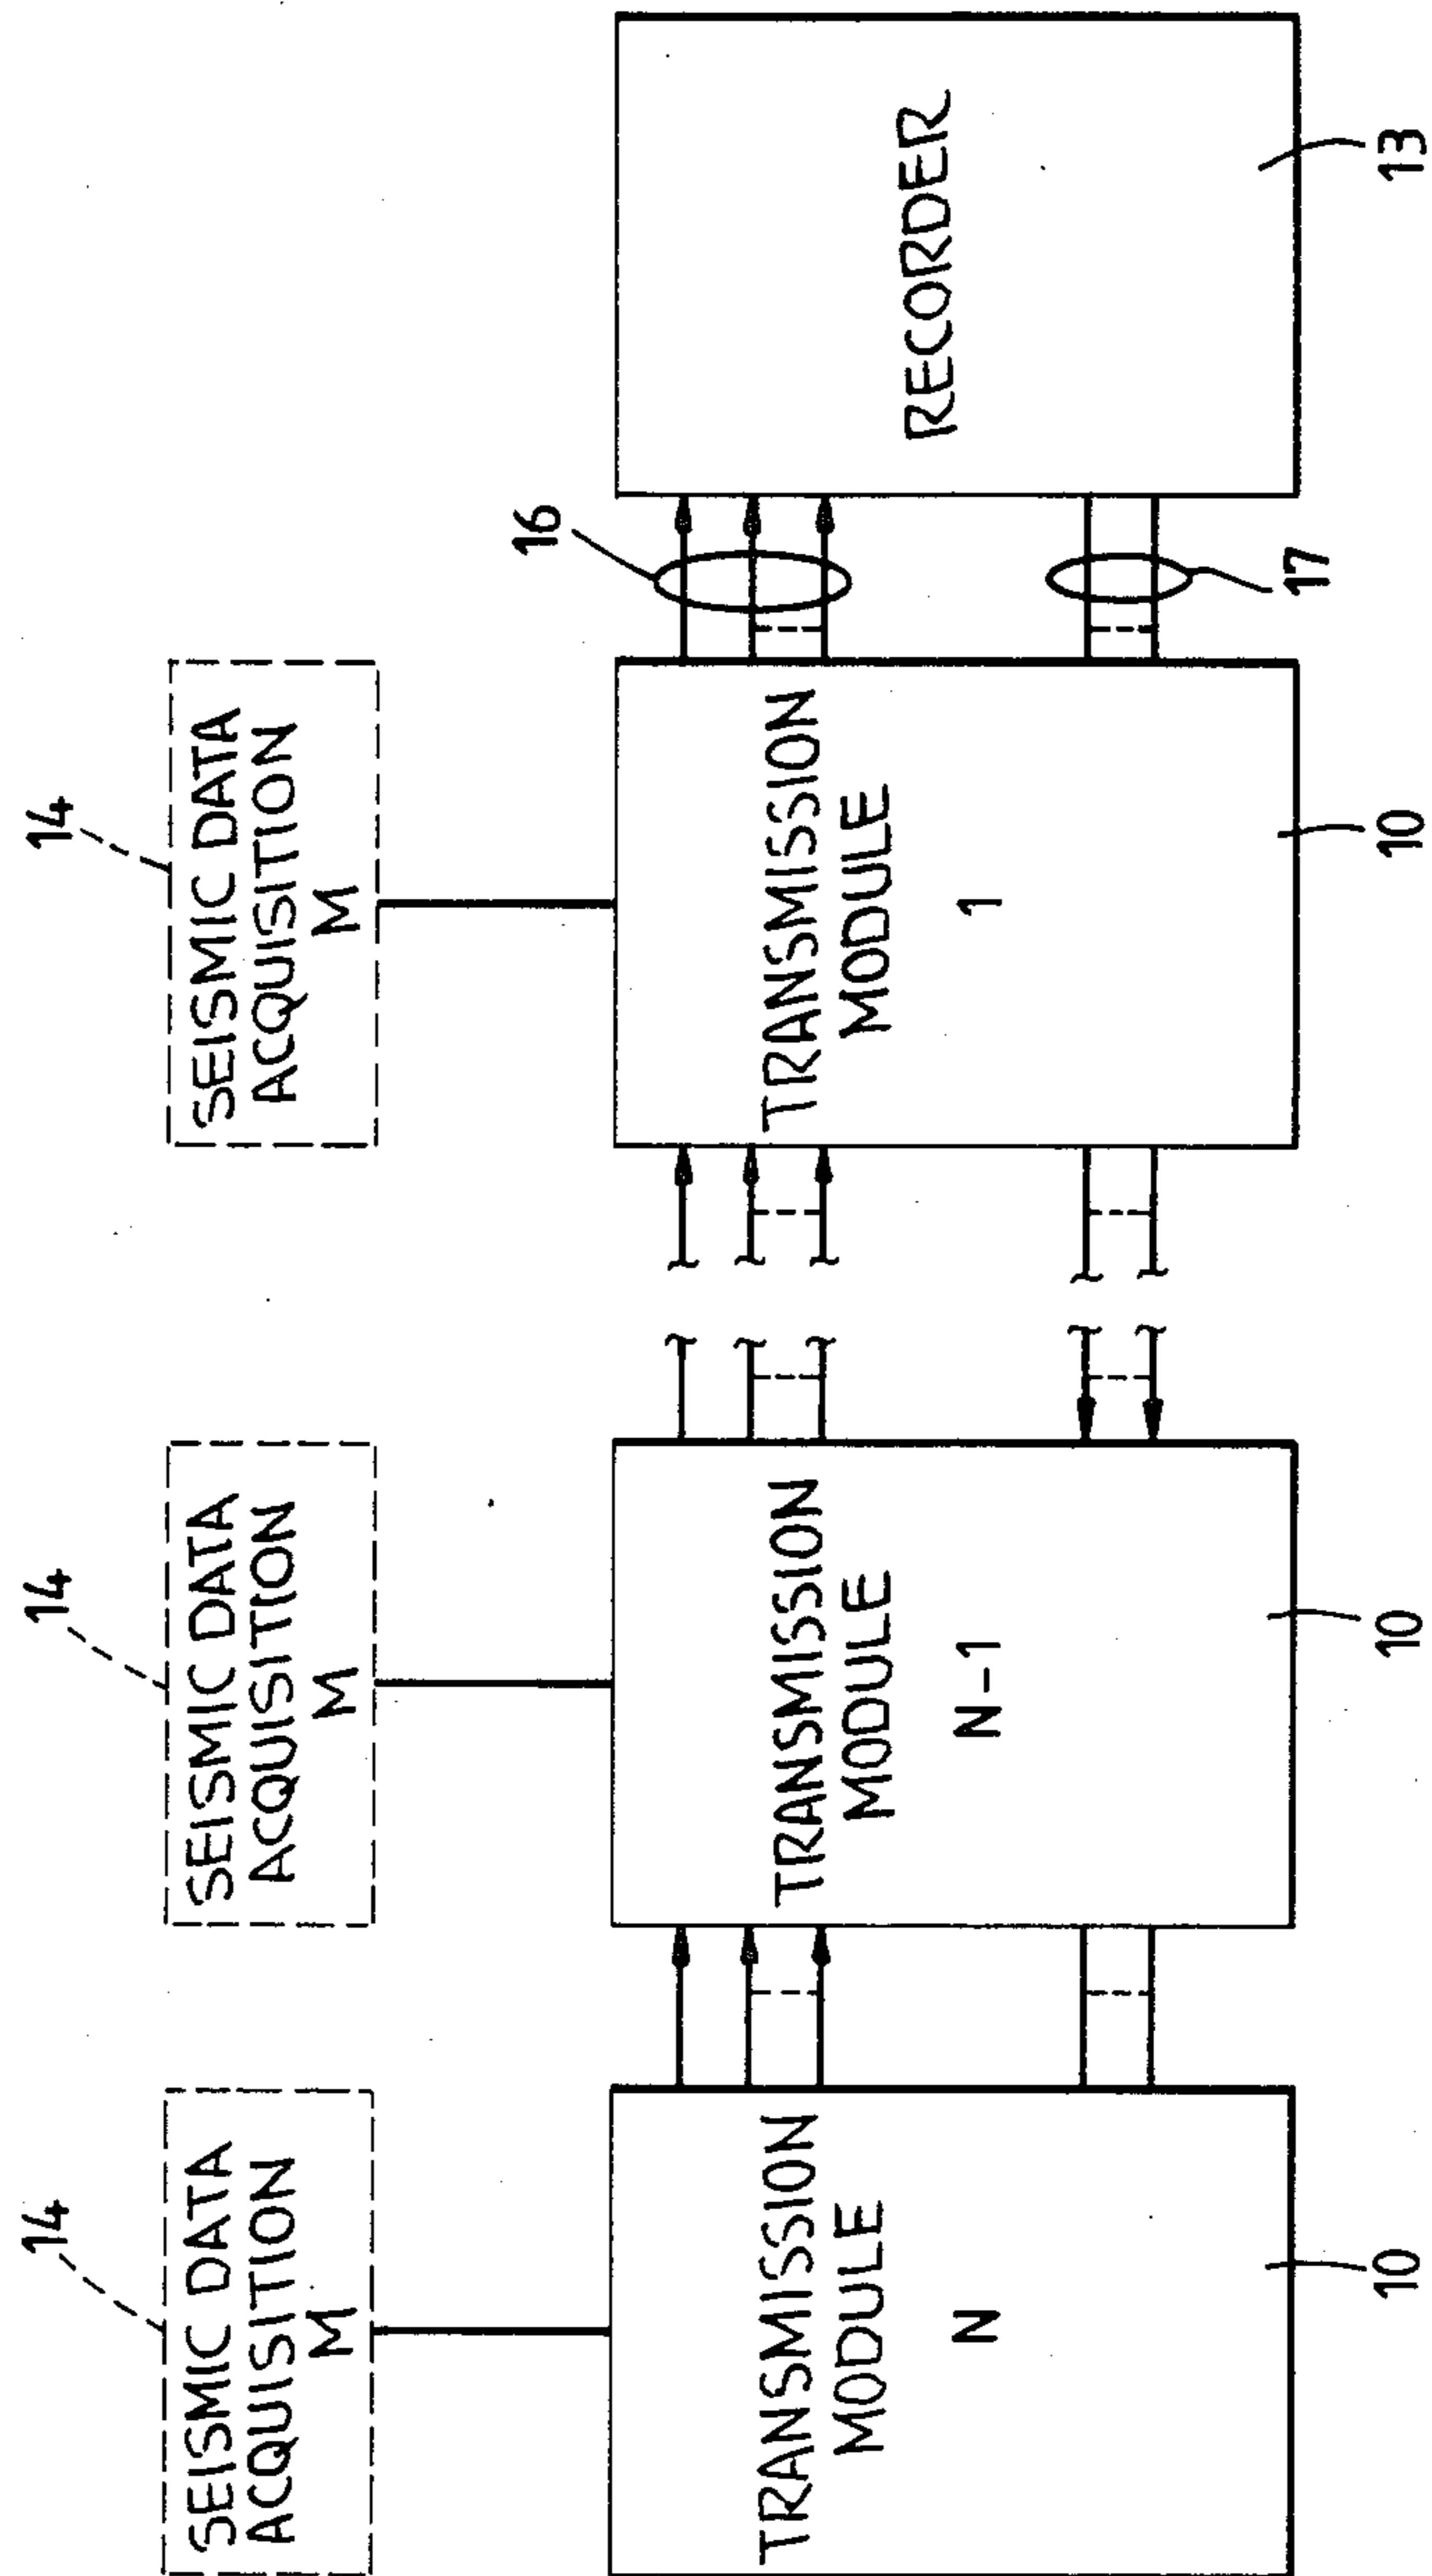 14
SEISMIC DATA
ACQUISITION
M
14
SEISMIC DATA
ACQUISITION
M
14
SEISMIC DATA
ACQUISITION
M
16
TRANSMISSION
MODULE
N
TRANSMISSION
MODULE
N-1
TRANSMISSION
MODULE
1
RECORDER
17
10
10
10
13